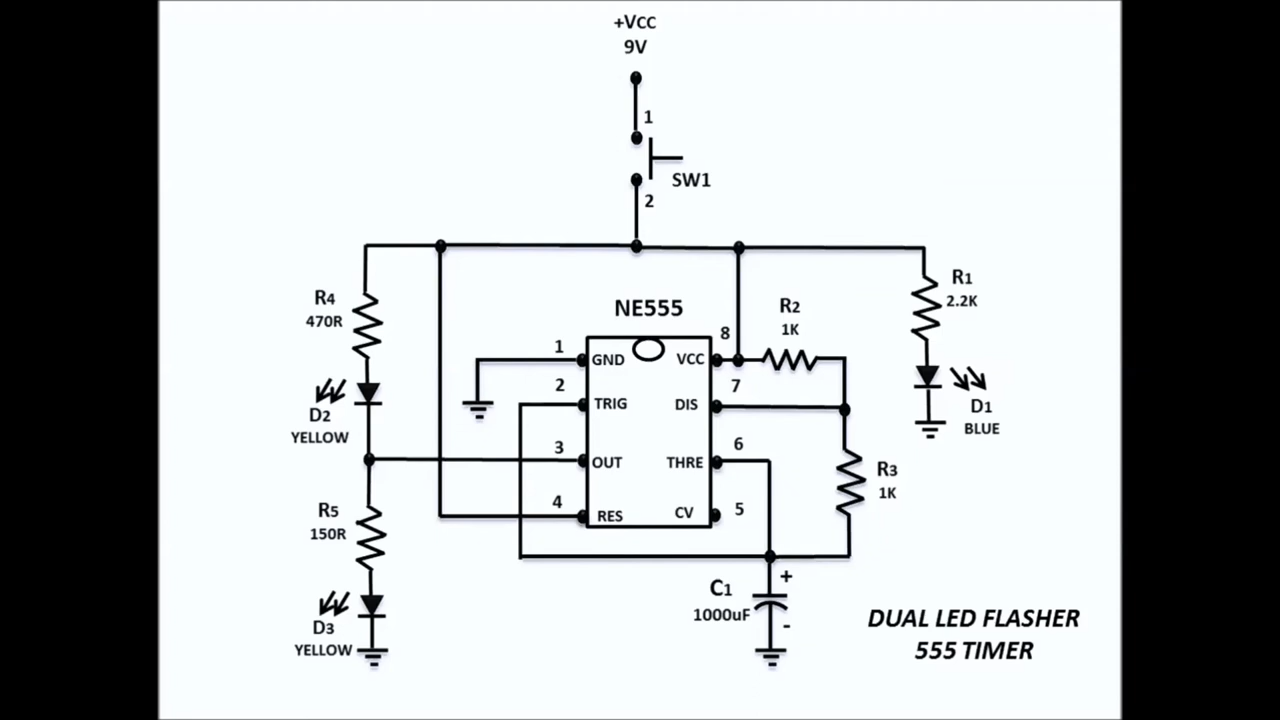 +VCC
9V
1
SW1
2
R4
470R
D2
YELLOW
R5
150R
D3
YELLOW
NE555
1
GND
2
TRIG
3
OUT
4
RES
8
VCC
7
DIS
6
THRE
5
CV
R2
1K
R3
1K
R1
2.2K
D1
BLUE
C1
1000uF
+
-
DUAL LED FLASHER
555 TIMER